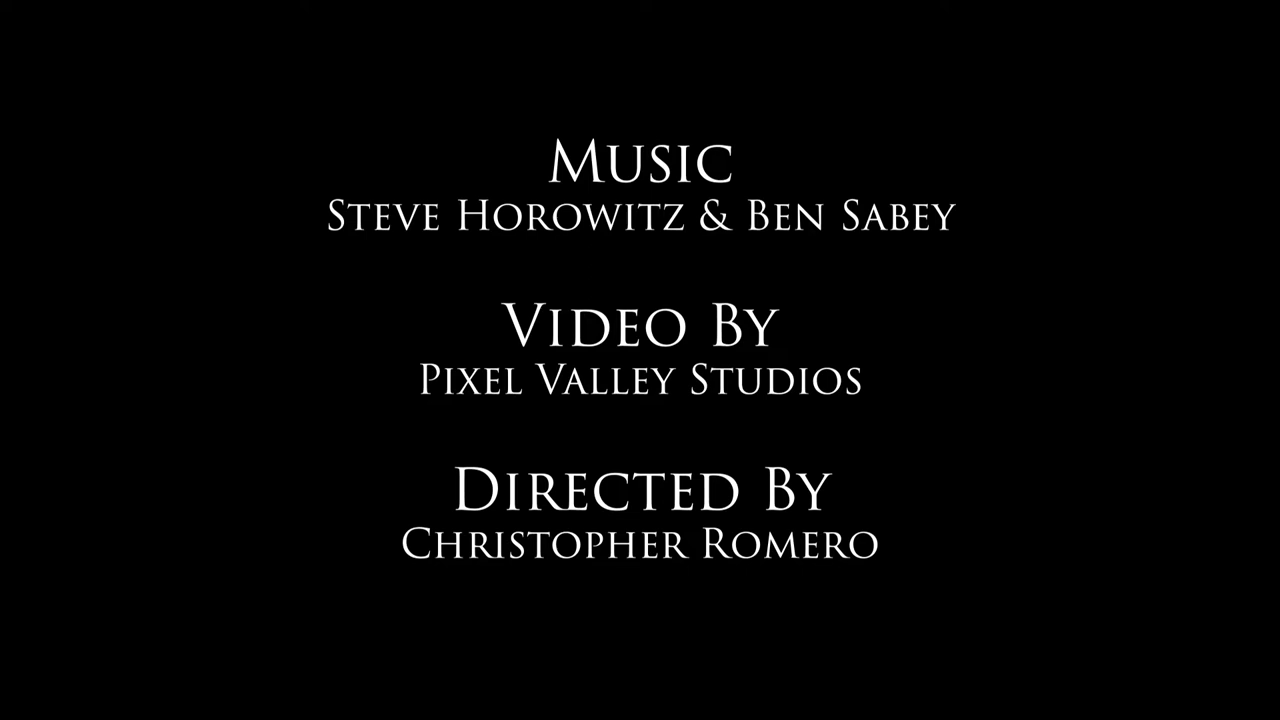 Music
Steve Horowitz & Ben Sabey
Video By
Pixel Valley Studios
Directed By
Christopher Romero